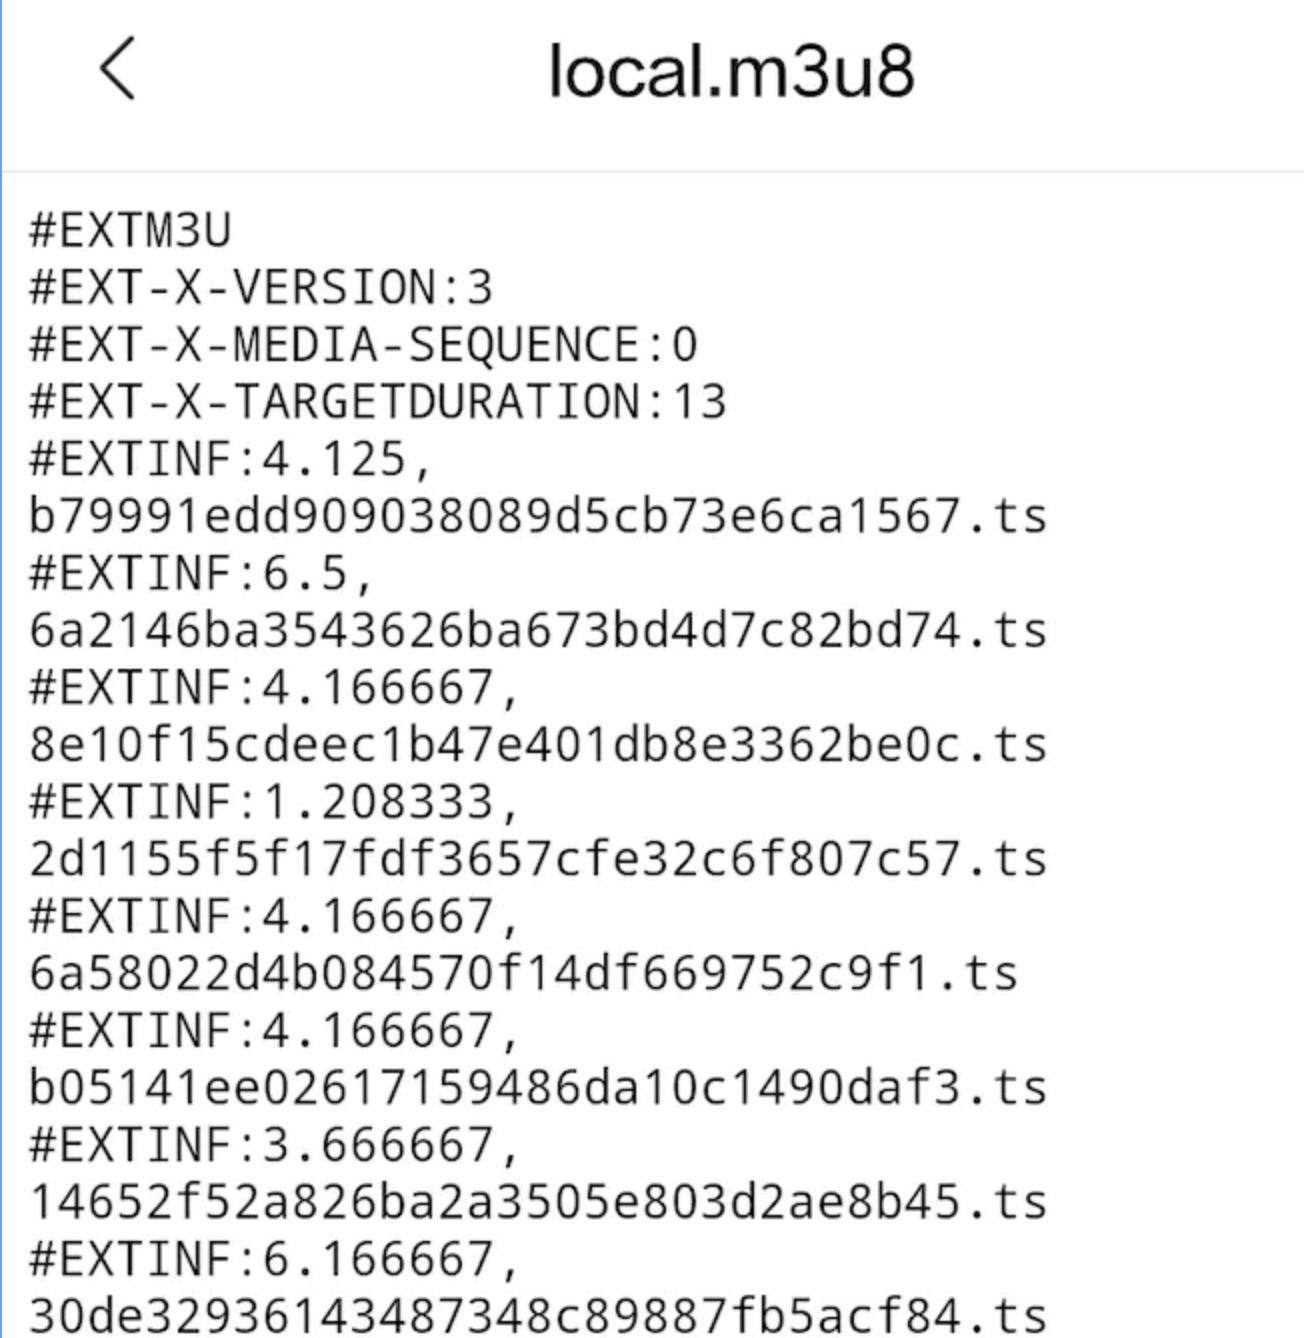 local.m3u8
#EXTM3U
#EXT-X-VERSION:3
#EXT-X-MEDIA-SEQUENCE:0
#EXT-X-TARGETDURATION:13
#EXTINF:4.125,
b79991edd909038089d5cb73e6ca1567.ts
#EXTINF:6.5,
6a2146ba3543626ba673bd4d7c82bd74.ts
#EXTINF:4.166667,
8e10f15cdeec1b47e401db8e3362be0c.ts
#EXTINF:1.208333,
2d1155f5f17fdf3657cfe32c6f807c57.ts
#EXTINF:4.166667,
6a58022d4b084570f14df669752c9f1.ts
#EXTINF:4.166667,
b05141ee02617159486da10c1490daf3.ts
#EXTINF:3.666667,
14652f52a826ba2a3505e803d2ae8b45.ts
#EXTINF:6.166667,
30de32936143487348c89887fb5acf84.ts